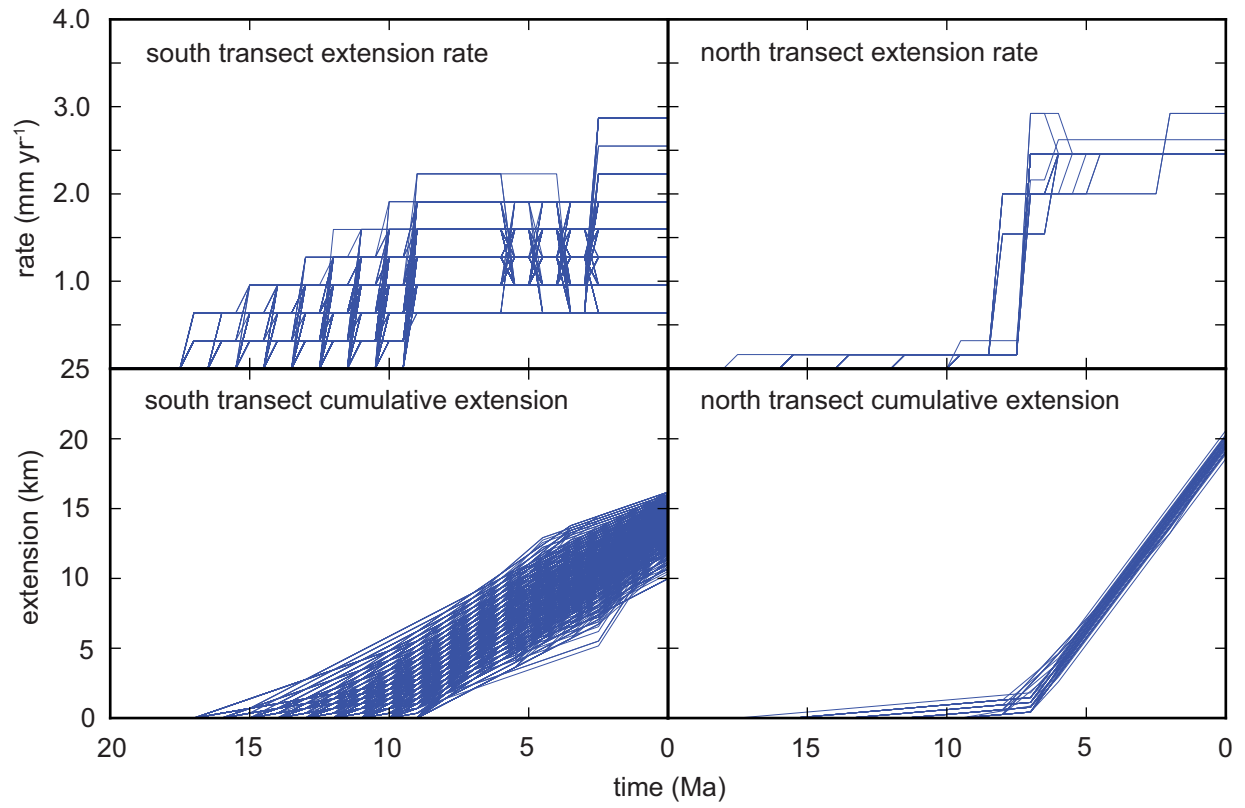 4.0
south transect extension rate
north transect extension rate
3.0
rate (mm yr⁻¹)
2.0
1.0
25
south transect cumulative extension
north transect cumulative extension
20
extension (km)
15
10
5
0
20 15 10 5 0 15 10 5 0
time (Ma)